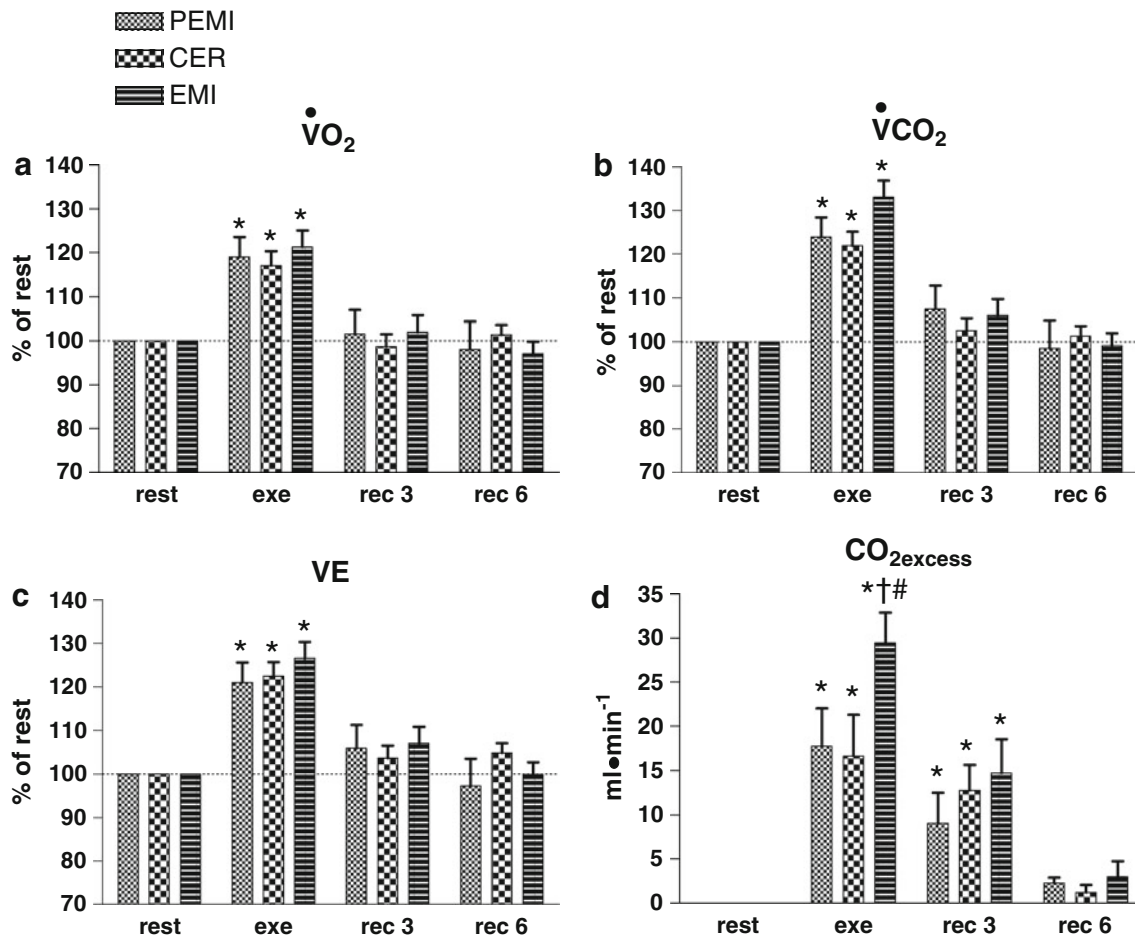 PEMI
CER
EMI
a
V̇O₂
% of rest
140
130
120
110
100
90
80
70
* * *
rest exe rec 3 rec 6
b
V̇CO₂
% of rest
140
130
120
110
100
90
80
70
* * *
rest exe rec 3 rec 6
c
VE
% of rest
140
130
120
110
100
90
80
70
* * *
rest exe rec 3 rec 6
d
CO₂excess
ml•min⁻¹
35
30
25
20
15
10
5
0
* * *†#
* * *
exe rec 3 rec 6
rest